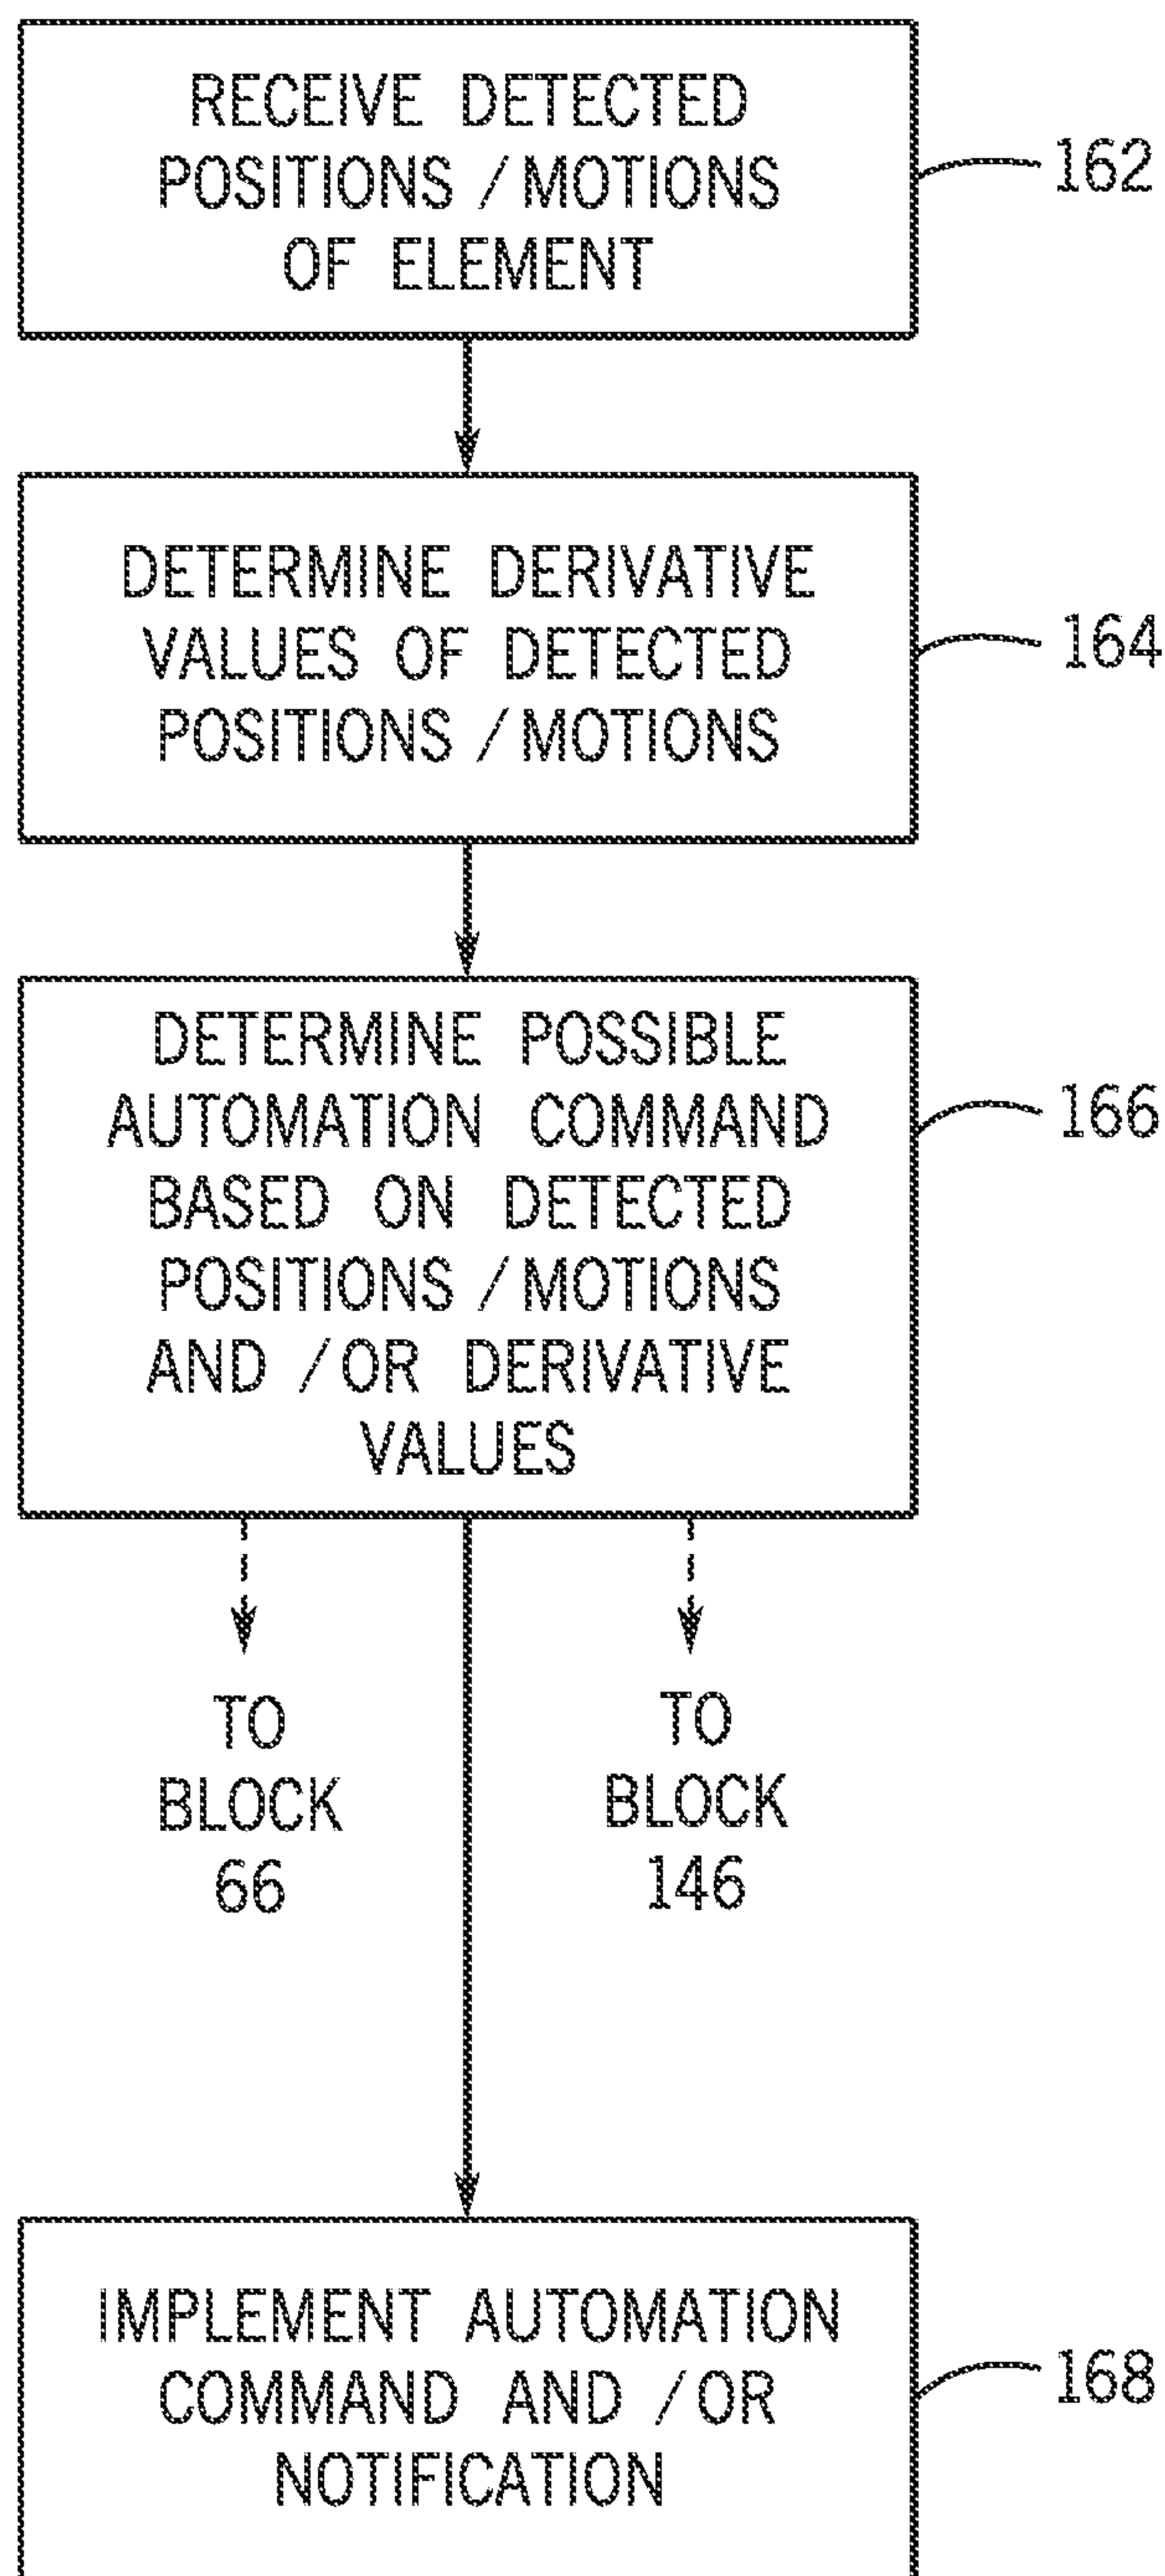 RECEIVE DETECTED
POSITIONS /MOTIONS
OF ELEMENT
162
DETERMINE DERIVATIVE
VALUES OF DETECTED
POSITIONS /MOTIONS
164
DETERMINE POSSIBLE
AUTOMATION COMMAND
BASED ON DETECTED
POSITIONS /MOTIONS
AND /OR DERIVATIVE
VALUES
166
TO
BLOCK
66
TO
BLOCK
146
IMPLEMENT AUTOMATION
COMMAND AND /OR
NOTIFICATION
168